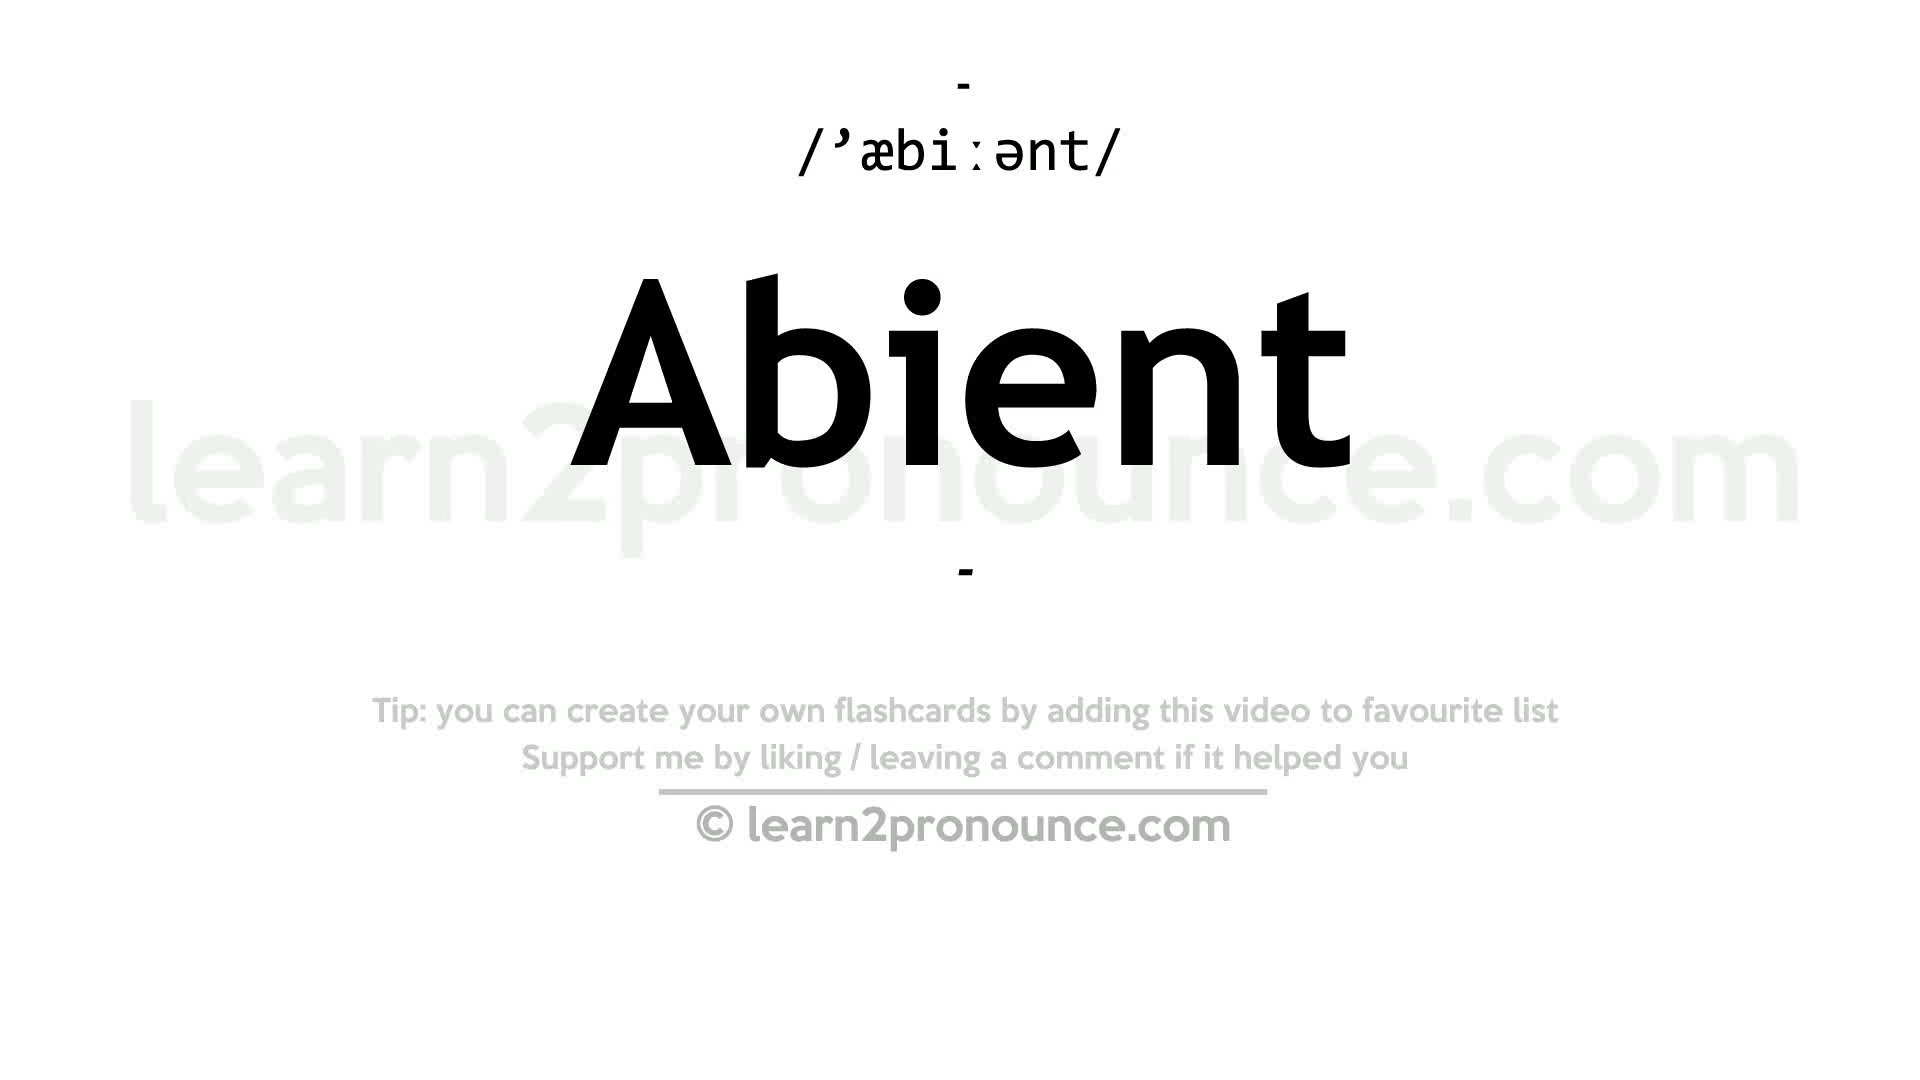 -
/’æbiːənt/
Abient
learn2pronounce.com
-
Tip: you can create your own flashcards by adding this video to favourite list
Support me by liking / leaving a comment if it helped you
© learn2pronounce.com